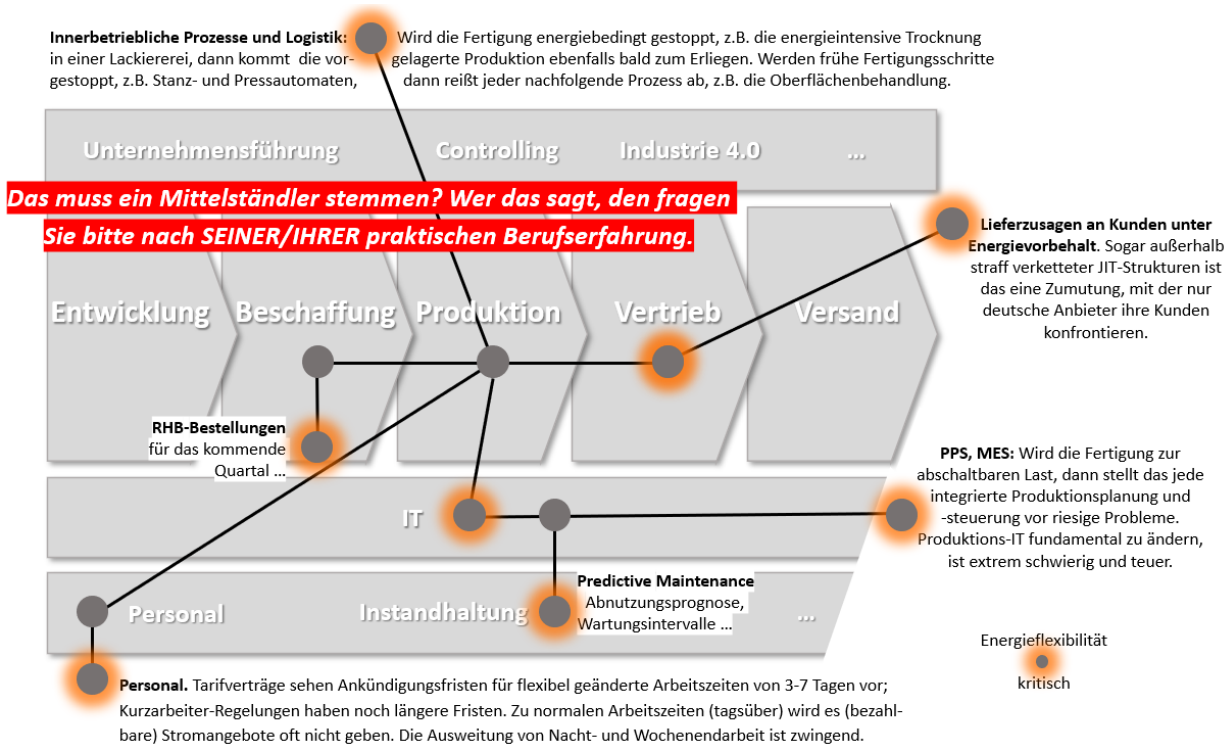 Innerbetriebliche Prozesse und Logistik: Wird die Fertigung energiebedingt gestoppt, z.B. die energieintensive Trocknung
in einer Lackiererei, dann kommt die vor- gelagerte Produktion ebenfalls bald zum Erliegen. Werden frühe Fertigungsschritte
gestoppt, z.B. Stanz- und Pressautomaten, dann reißt jeder nachfolgende Prozess ab, z.B. die Oberflächenbehandlung.
Unternehmensführung Controlling Industrie 4.0 ...
Das muss ein Mittelständler stemmen? Wer das sagt, den fragen
Sie bitte nach SEINER/IHRER praktischen Berufserfahrung.
Lieferzusagen an Kunden unter
Energievorbehalt. Sogar außerhalb
straff verketteter JIT-Strukturen ist
das eine Zumutung, mit der nur
deutsche Anbieter ihre Kunden
konfrontieren.
Entwicklung Beschaffung Produktion Vertrieb Versand
RHB-Bestellungen
für das kommende
Quartal ...
PPS, MES: Wird die Fertigung zur
abschaltbaren Last, dann stellt das jede
integrierte Produktionsplanung und
-steuerung vor riesige Probleme.
Produktions-IT fundamental zu ändern,
ist extrem schwierig und teuer.
IT
Predictive Maintenance
Abnutzungsprognose,
Wartungsintervalle ...
Personal Instandhaltung ...
Energieflexibilität
kritisch
Personal. Tarifverträge sehen Ankündigungsfristen für flexibel geänderte Arbeitszeiten von 3-7 Tagen vor;
Kurzarbeiter-Regelungen haben noch längere Fristen. Zu normalen Arbeitszeiten (tagsüber) wird es (bezahl-
bare) Stromangebote oft nicht geben. Die Ausweitung von Nacht- und Wochenendarbeit ist zwingend.